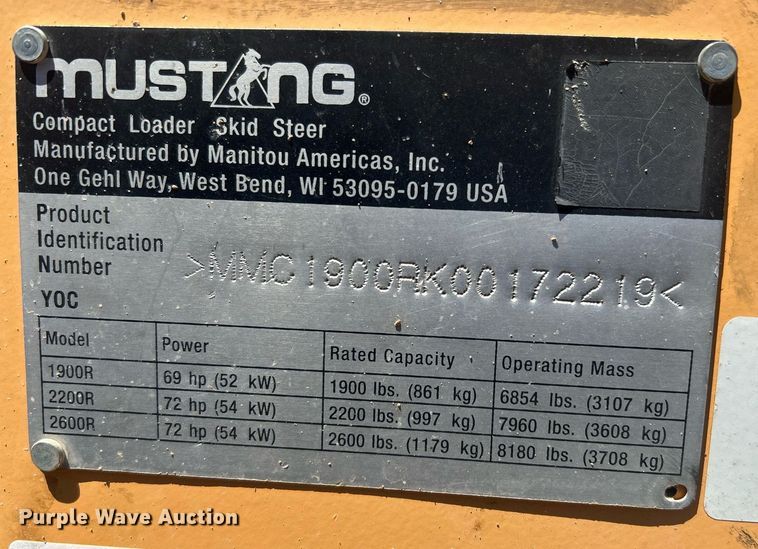 MUSTANG®
Compact Loader Skid Steer
Manufactured by Manitou Americas, Inc.
One Gehl Way, West Bend, WI 53095-0179 USA
Product
Identification
Number >MMC1900RK00172219<
YOC
Model Power Rated Capacity Operating Mass
1900R 69 hp (52 kW) 1900 lbs. (861 kg) 6854 lbs. (3107 kg)
2200R 72 hp (54 kW) 2200 lbs. (997 kg) 7960 lbs. (3608 kg)
2600R 72 hp (54 kW) 2600 lbs. (1179 kg) 8180 lbs. (3708 kg)
Purple Wave Auction